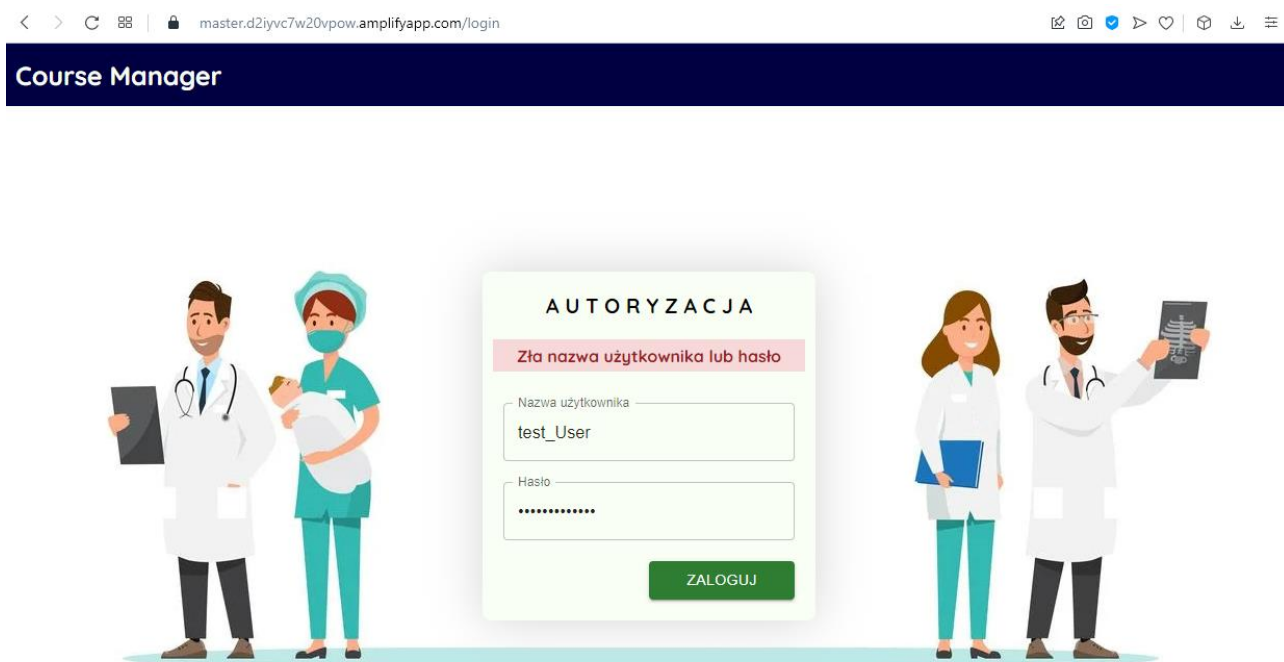 master.d2iyvc7w20vpow.amplifyapp.com/login
Course Manager
AUTORYZACJA
Zła nazwa użytkownika lub hasło
Nazwa użytkownika
test_User
Hasło
•••••••••••••
ZALOGUJ